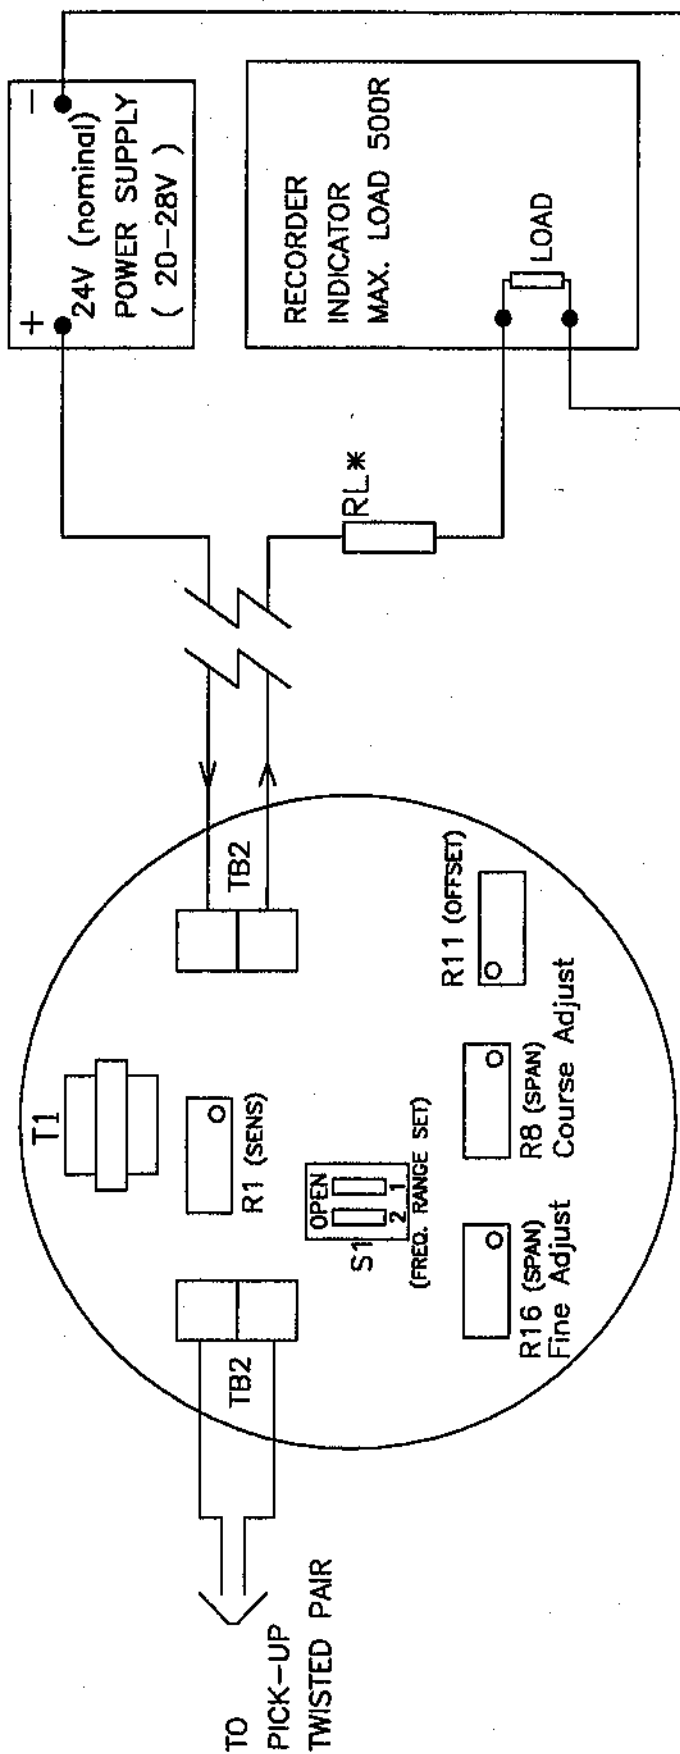 TO
PICK-UP
TWISTED PAIR
TB2
T1
R1 (SENS)
OPEN
2 1
S1
(FREQ. RANGE SET)
R16 (SPAN)
Fine Adjust
R8 (SPAN)
Course Adjust
R11 (OFFSET)
TB2
RL*
+ -
24V (nominal)
POWER SUPPLY
( 20-28V )
RECORDER
INDICATOR
MAX. LOAD 500R
LOAD